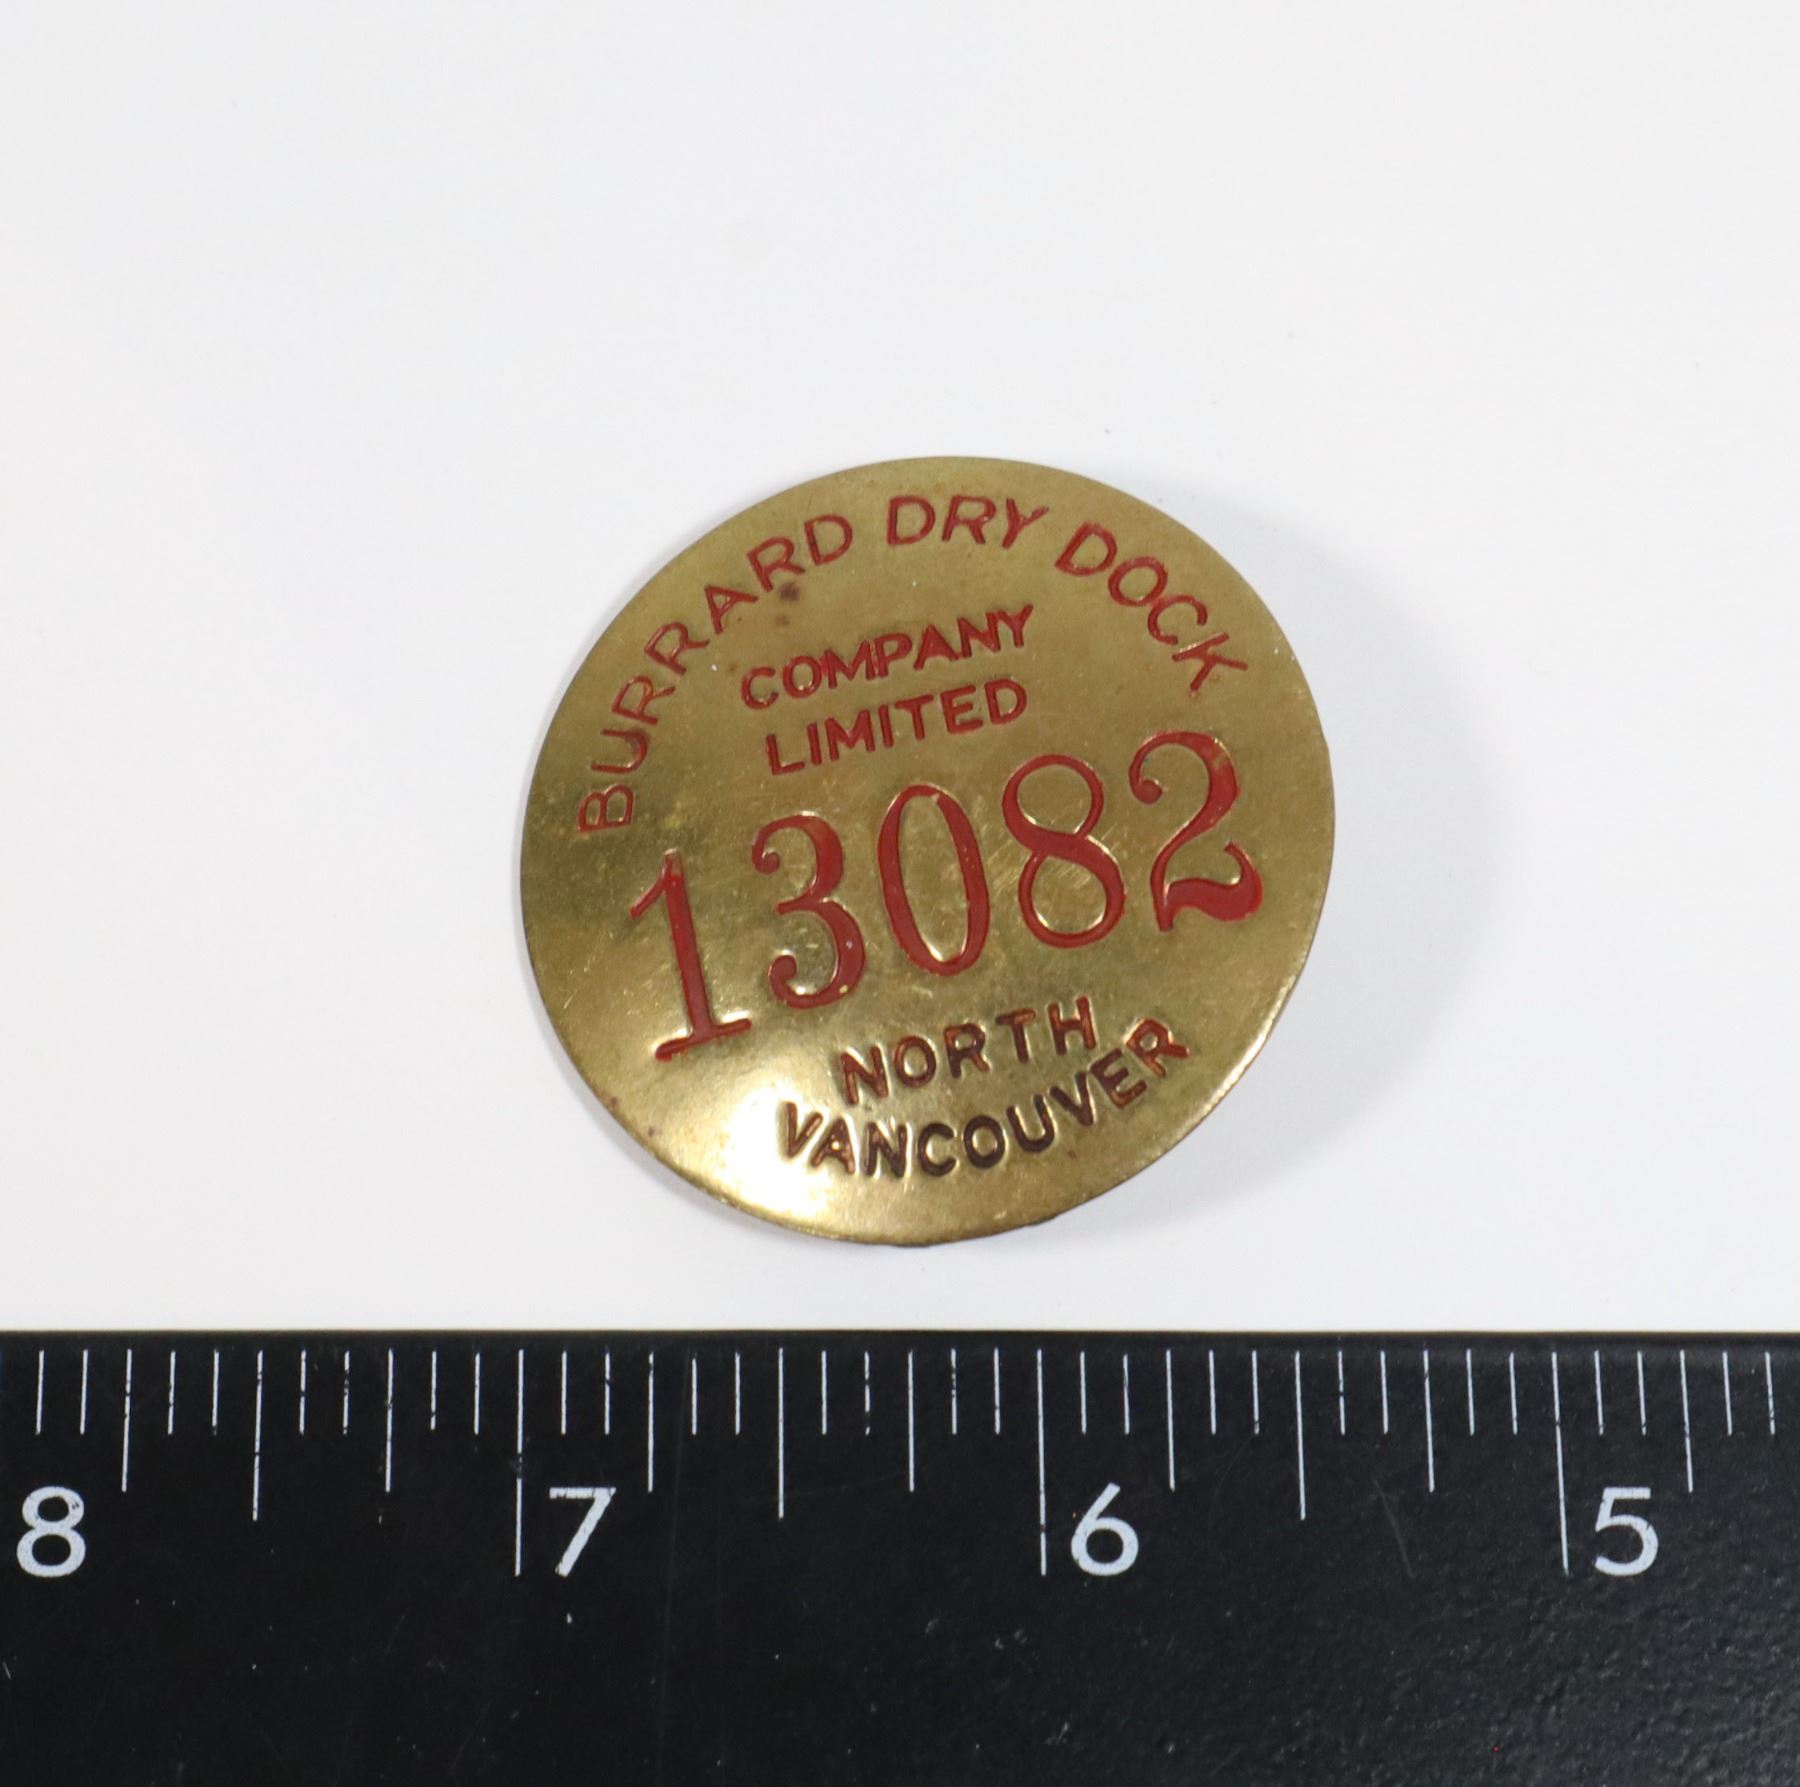 BURRARD DRY DOCK
COMPANY
LIMITED
13082
NORTH
VANCOUVER
8 7 6 5